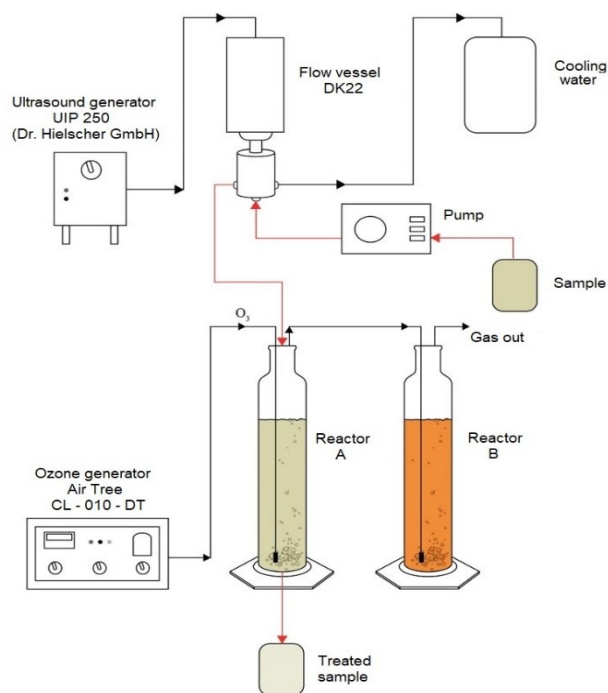 Flow vessel
DK22
Cooling
water
Ultrasound generator
UIP 250
(Dr. Hielscher GmbH)
Pump
Sample
O₃
Gas out
Reactor
A
Reactor
B
Ozone generator
Air Tree
CL - 010 - DT
Treated
sample